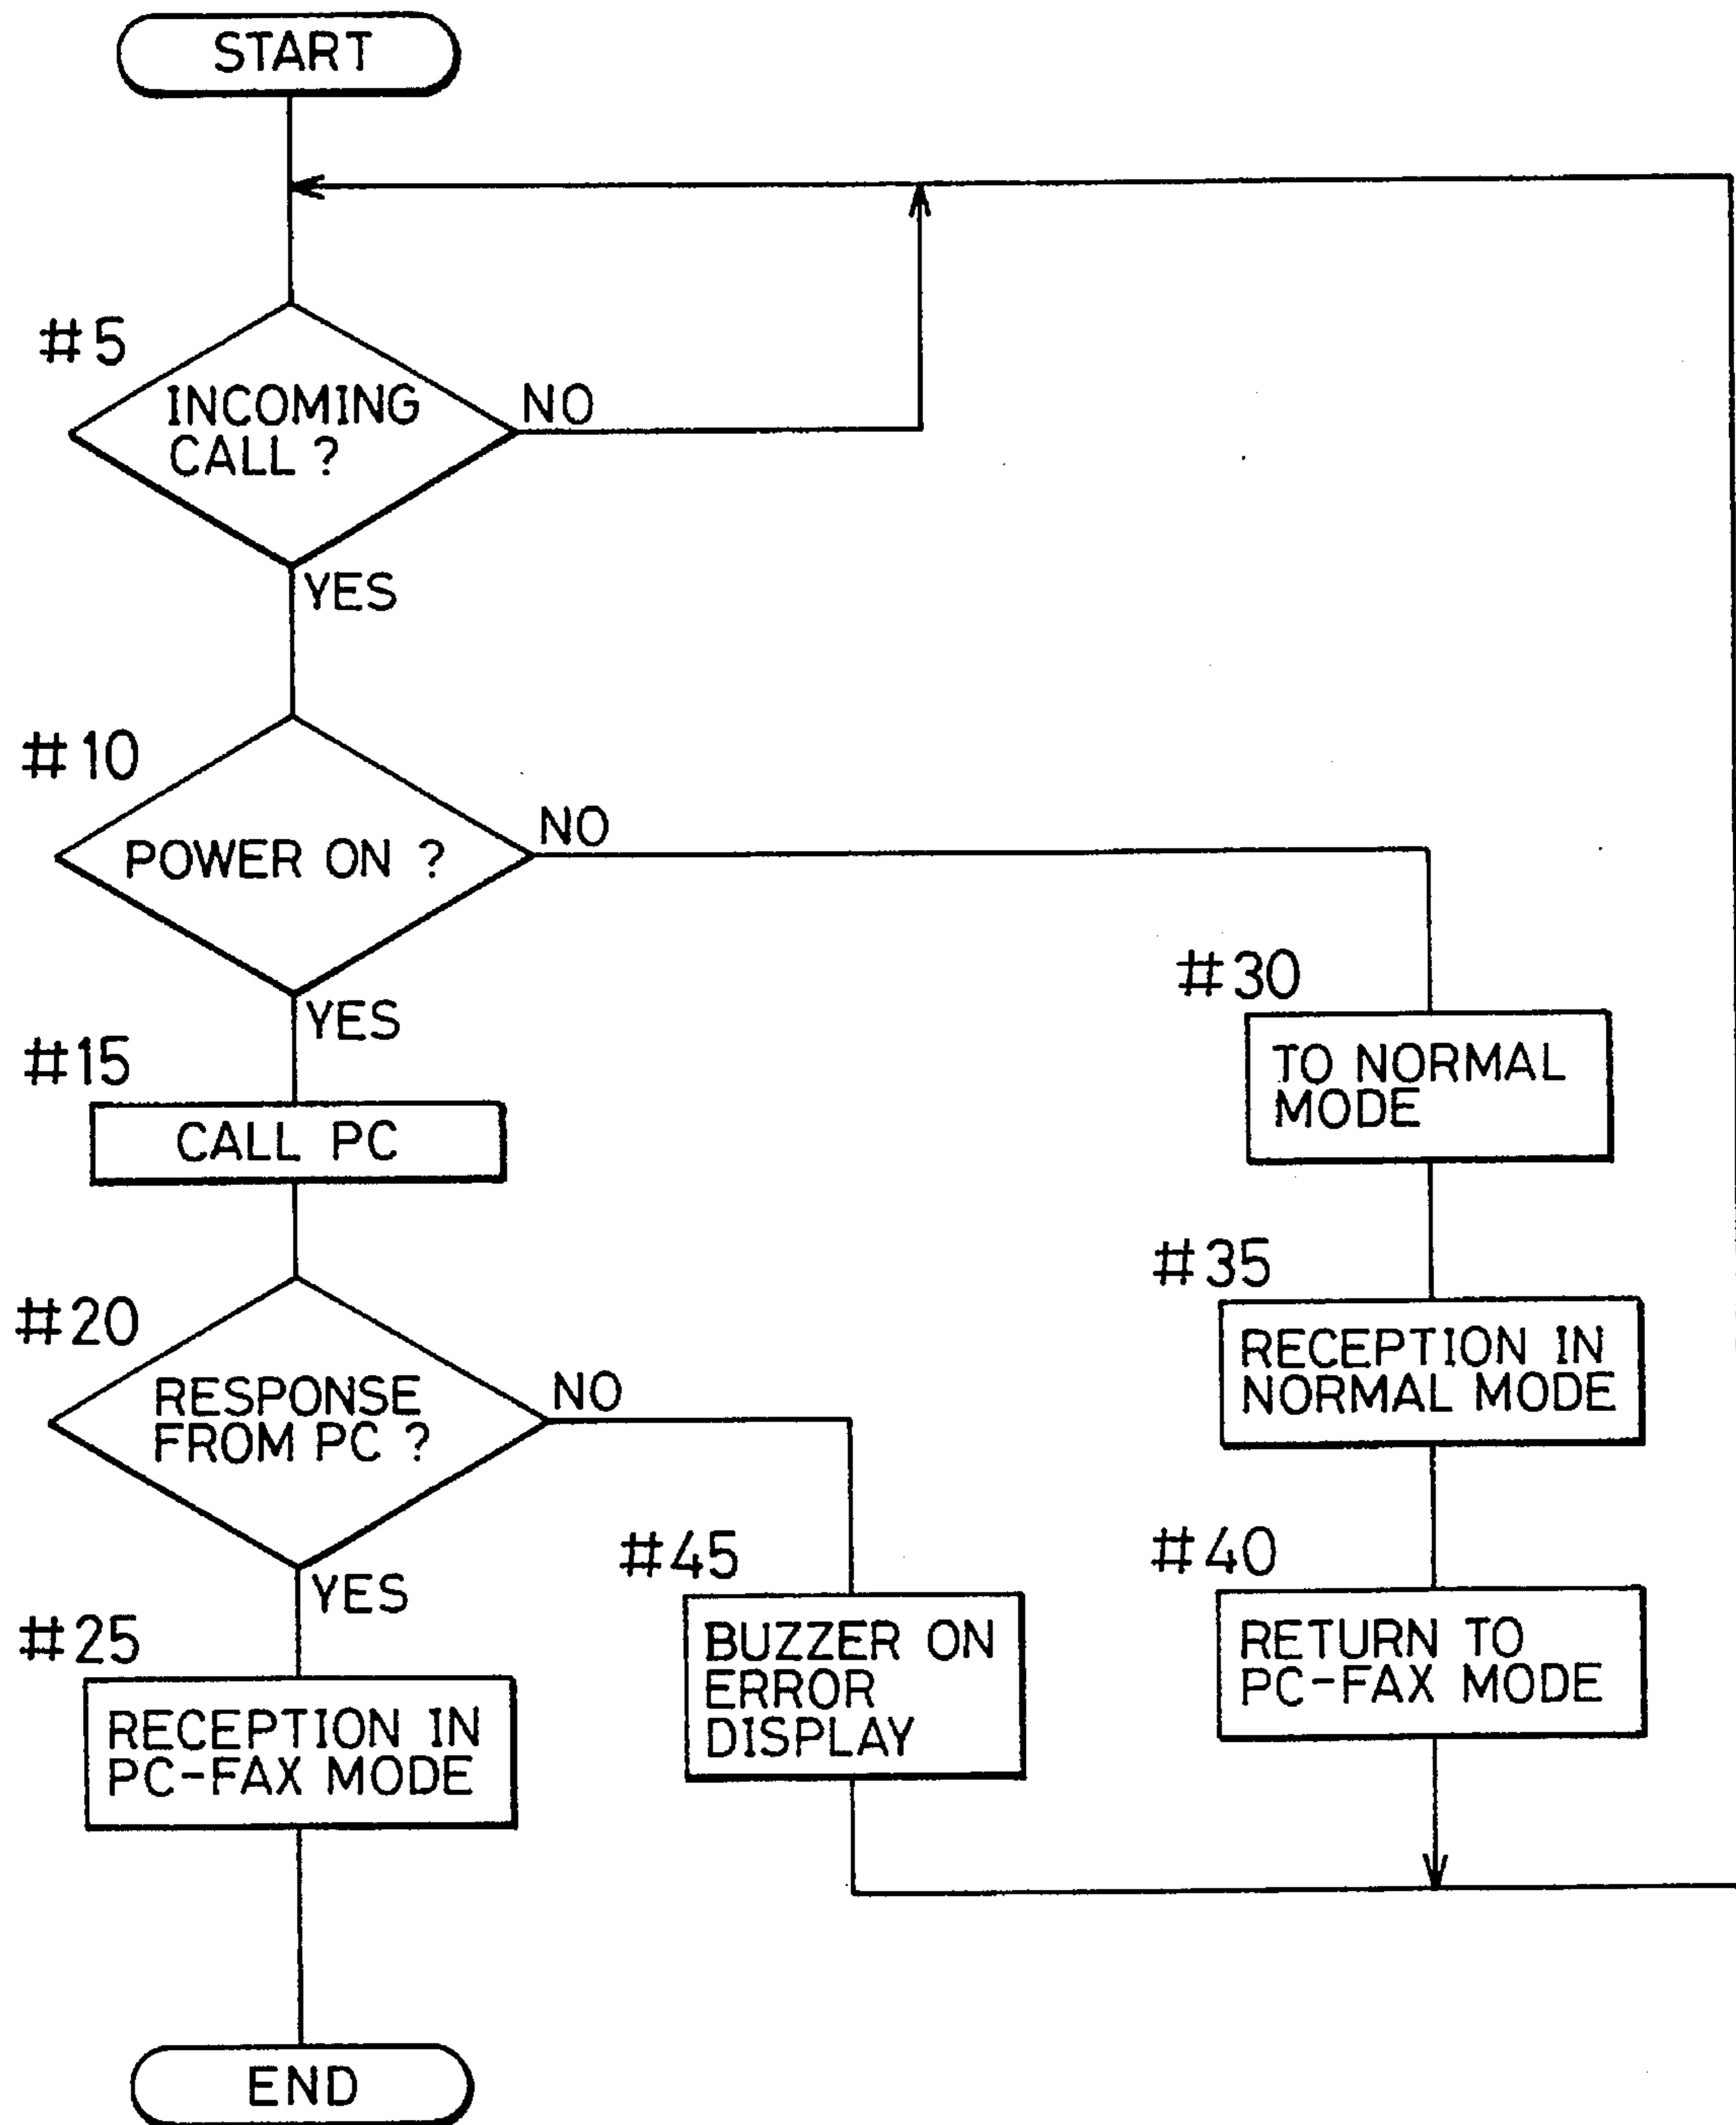 START
#5
INCOMING
CALL ?
NO
YES
#10
POWER ON ?
NO
YES
#15
CALL PC
#20
RESPONSE
FROM PC ?
NO
YES
#25
RECEPTION IN
PC-FAX MODE
END
#45
BUZZER ON
ERROR
DISPLAY
#30
TO NORMAL
MODE
#35
RECEPTION IN
NORMAL MODE
#40
RETURN TO
PC-FAX MODE